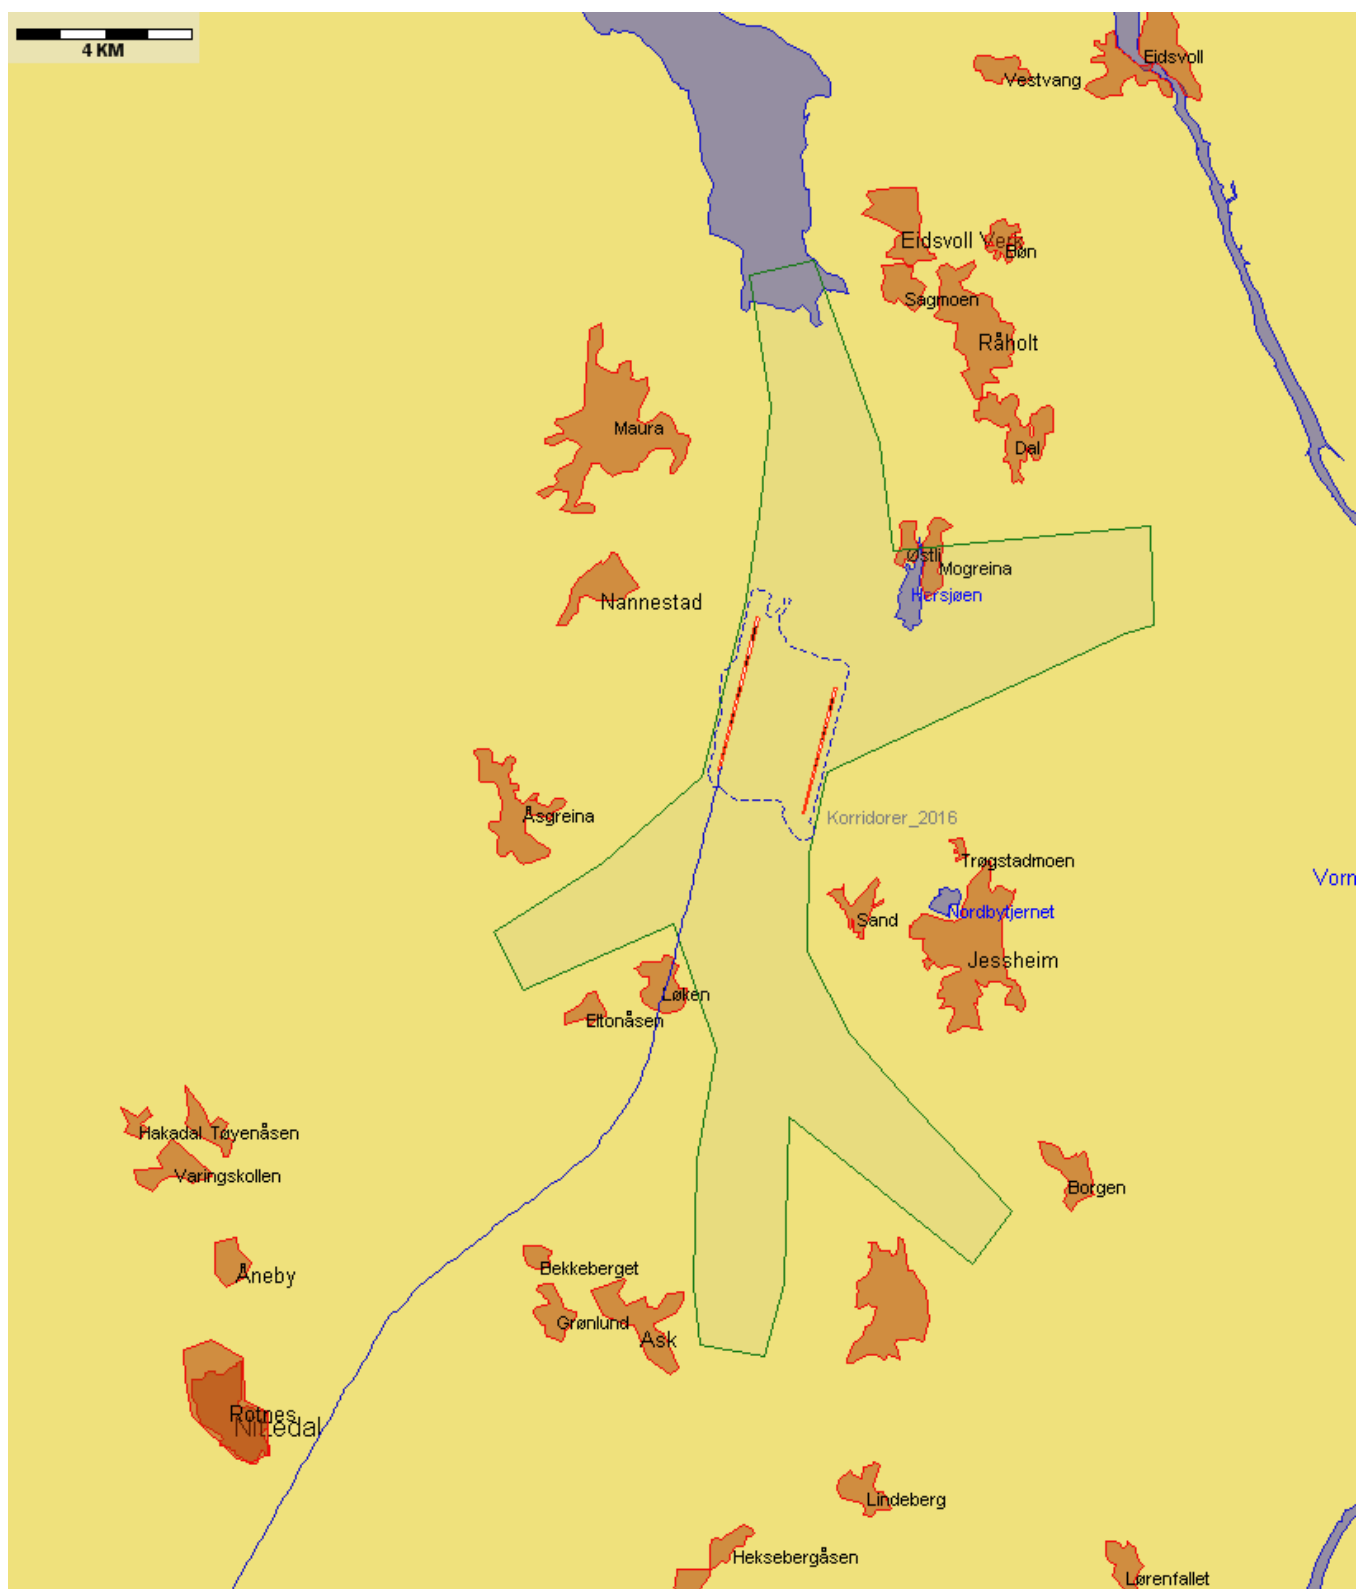 4 KM
Eidsvoll
Vestvang
Eidsvoll Verk
Bøn
Sagmoen
Råholt
Maura
Dal
Østli
Mogreina
Hersjøen
Nannestad
Åsgreina
Korridorer_2016
Trøgstadmoen
Vorm
Nordbytjernet
Sand
Jessheim
Løken
Eltonåsen
Hakadal
Tøyenåsen
Varingskollen
Borgen
Bekkeberget
Åneby
Grønlund
Ask
Rotnes
Nittedal
Lindeberg
Heksebergåsen
Lørenfallet